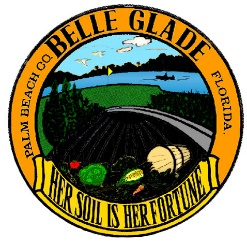 BELLE GLADE
PALM BEACH CO.
FLORIDA
HER SOIL IS HER FORTUNE